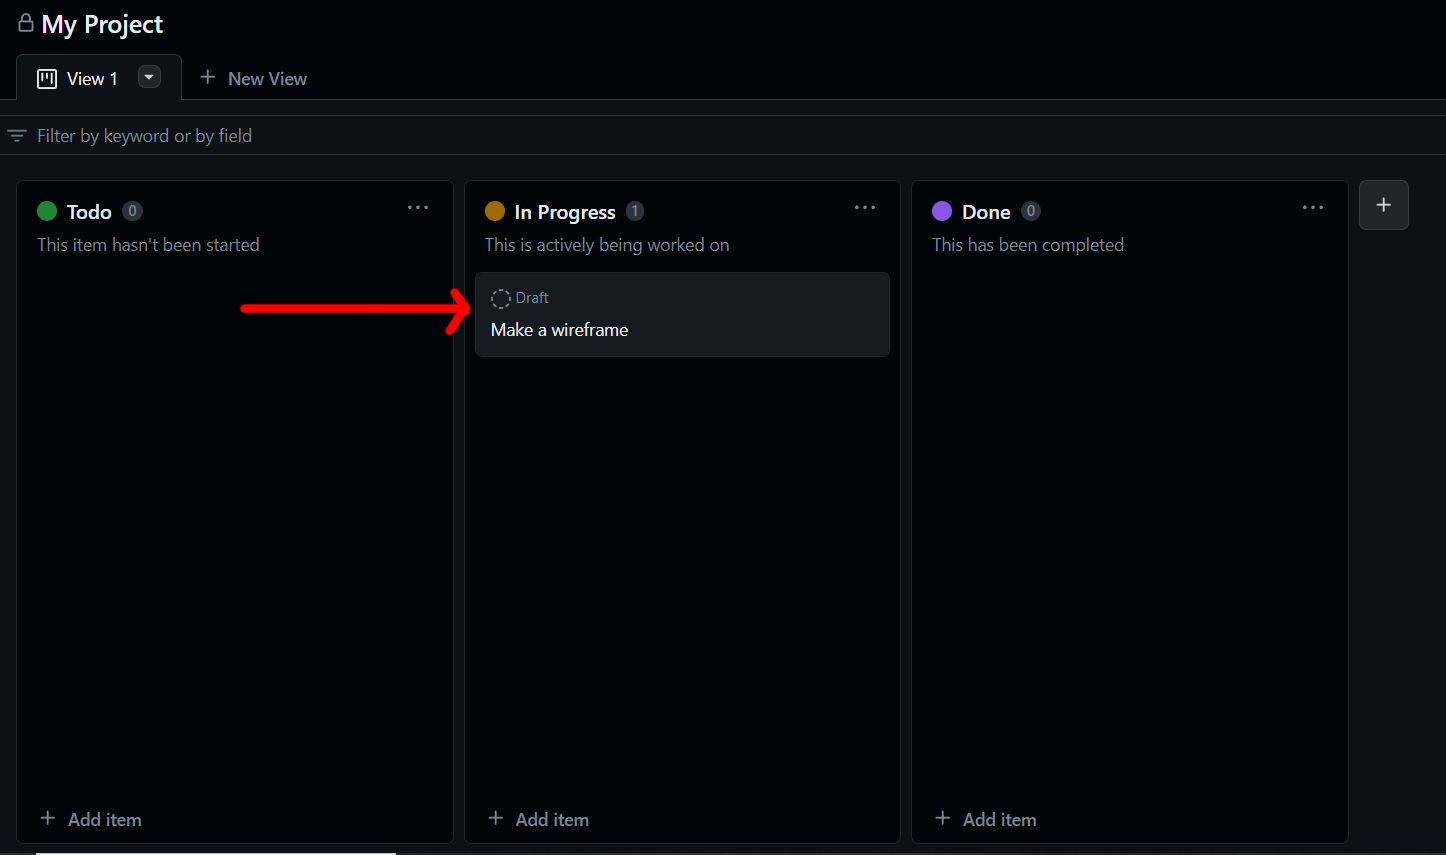 My Project
View 1
New View
Filter by keyword or by field
Todo 0
This item hasn't been started
In Progress 1
This is actively being worked on
Draft
Make a wireframe
Done 0
This has been completed
Add item
Add item
Add item